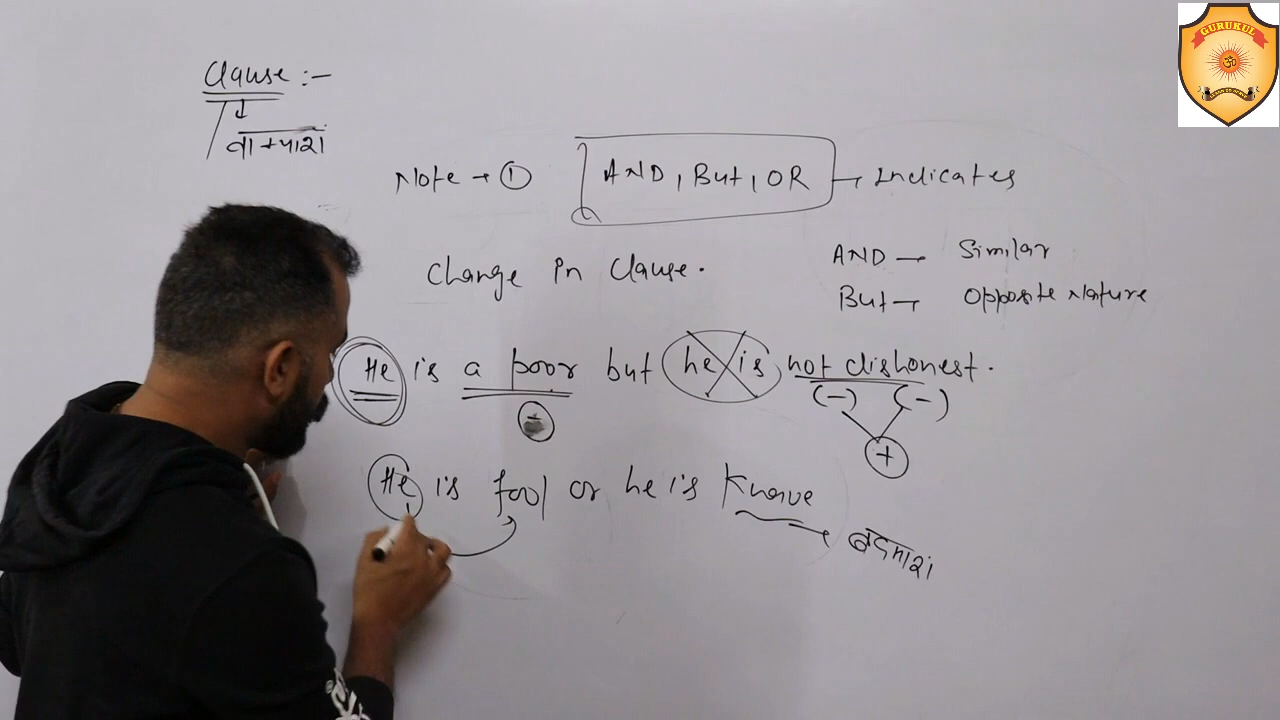 GURUKUL
Clause :-
वाक्यांश
Note → ① AND, But, OR → Indicates
Change in Clause.
AND → Similar
But → Opposite Nature
He is a poor but he is not dishonest.
(-) (-)
+
He is fool or he is Knave
बदमाश